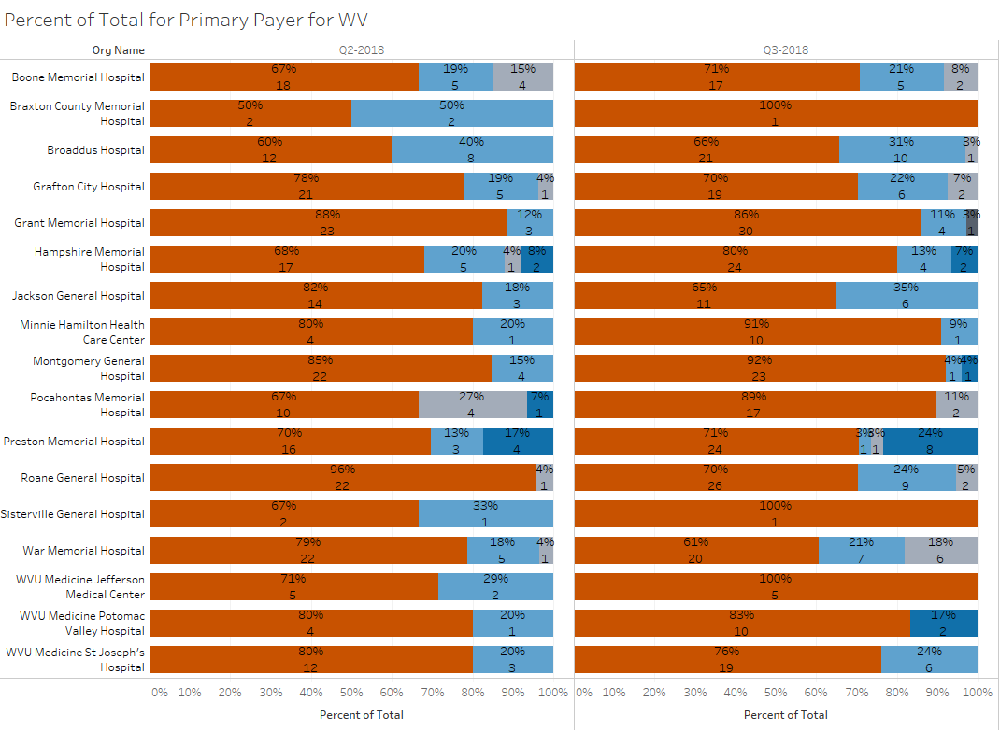 Percent of Total for Primary Payer for WV
Org Name Q2-2018 Q3-2018
Boone Memorial Hospital
67% 19% 15% 71% 21% 8%
18 5 4 17 5 2
Braxton County Memorial
Hospital
50% 50% 100%
2 2 1
Broaddus Hospital
60% 40% 66% 31% 3%
12 8 21 10 1
Grafton City Hospital
78% 19% 4% 70% 22% 7%
21 5 1 19 6 2
Grant Memorial Hospital
88% 12% 86% 11% 3%
23 3 30 4 1
Hampshire Memorial
Hospital
68% 20% 4% 8% 80% 13% 7%
17 5 1 2 24 4 2
Jackson General Hospital
82% 18% 65% 35%
14 3 11 6
Minnie Hamilton Health
Care Center
80% 20% 91% 9%
4 1 10 1
Montgomery General
Hospital
85% 15% 92% 4% 4%
22 4 23 1 1
Pocahontas Memorial
Hospital
67% 27% 7% 89% 11%
10 4 1 17 2
Preston Memorial Hospital
70% 13% 17% 71% 3% 3% 24%
16 3 4 24 1 1 8
Roane General Hospital
96% 4% 70% 24% 5%
22 1 26 9 2
Sisterville General Hospital
67% 33% 100%
2 1 1
War Memorial Hospital
79% 18% 4% 61% 21% 18%
22 5 1 20 7 6
WVU Medicine Jefferson
Medical Center
71% 29% 100%
5 2 5
WVU Medicine Potomac
Valley Hospital
80% 20% 83% 17%
4 1 10 2
WVU Medicine St Joseph's
Hospital
80% 20% 76% 24%
12 3 19 6
0% 10% 20% 30% 40% 50% 60% 70% 80% 90% 100% 0% 10% 20% 30% 40% 50% 60% 70% 80% 90% 100%
Percent of Total Percent of Total